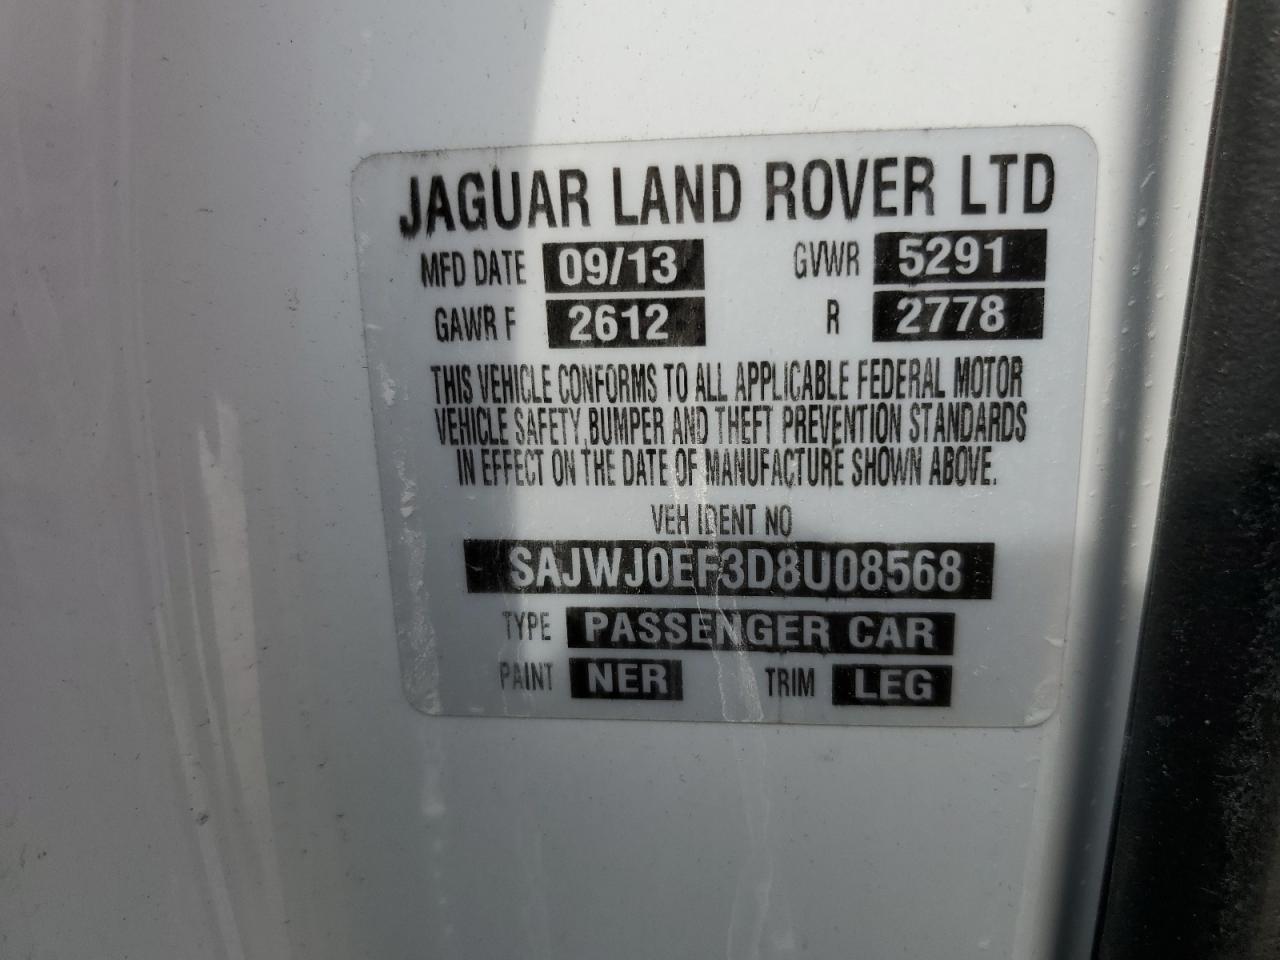 JAGUAR LAND ROVER LTD
MFD DATE 09/13 GVWR 5291
GAWR F 2612 R 2778
THIS VEHICLE CONFORMS TO ALL APPLICABLE FEDERAL MOTOR
VEHICLE SAFETY, BUMPER AND THEFT PREVENTION STANDARDS
IN EFFECT ON THE DATE OF MANUFACTURE SHOWN ABOVE.
VEH IDENT NO
SAJWJ0EF3D8U08568
TYPE PASSENGER CAR
PAINT NER TRIM LEG